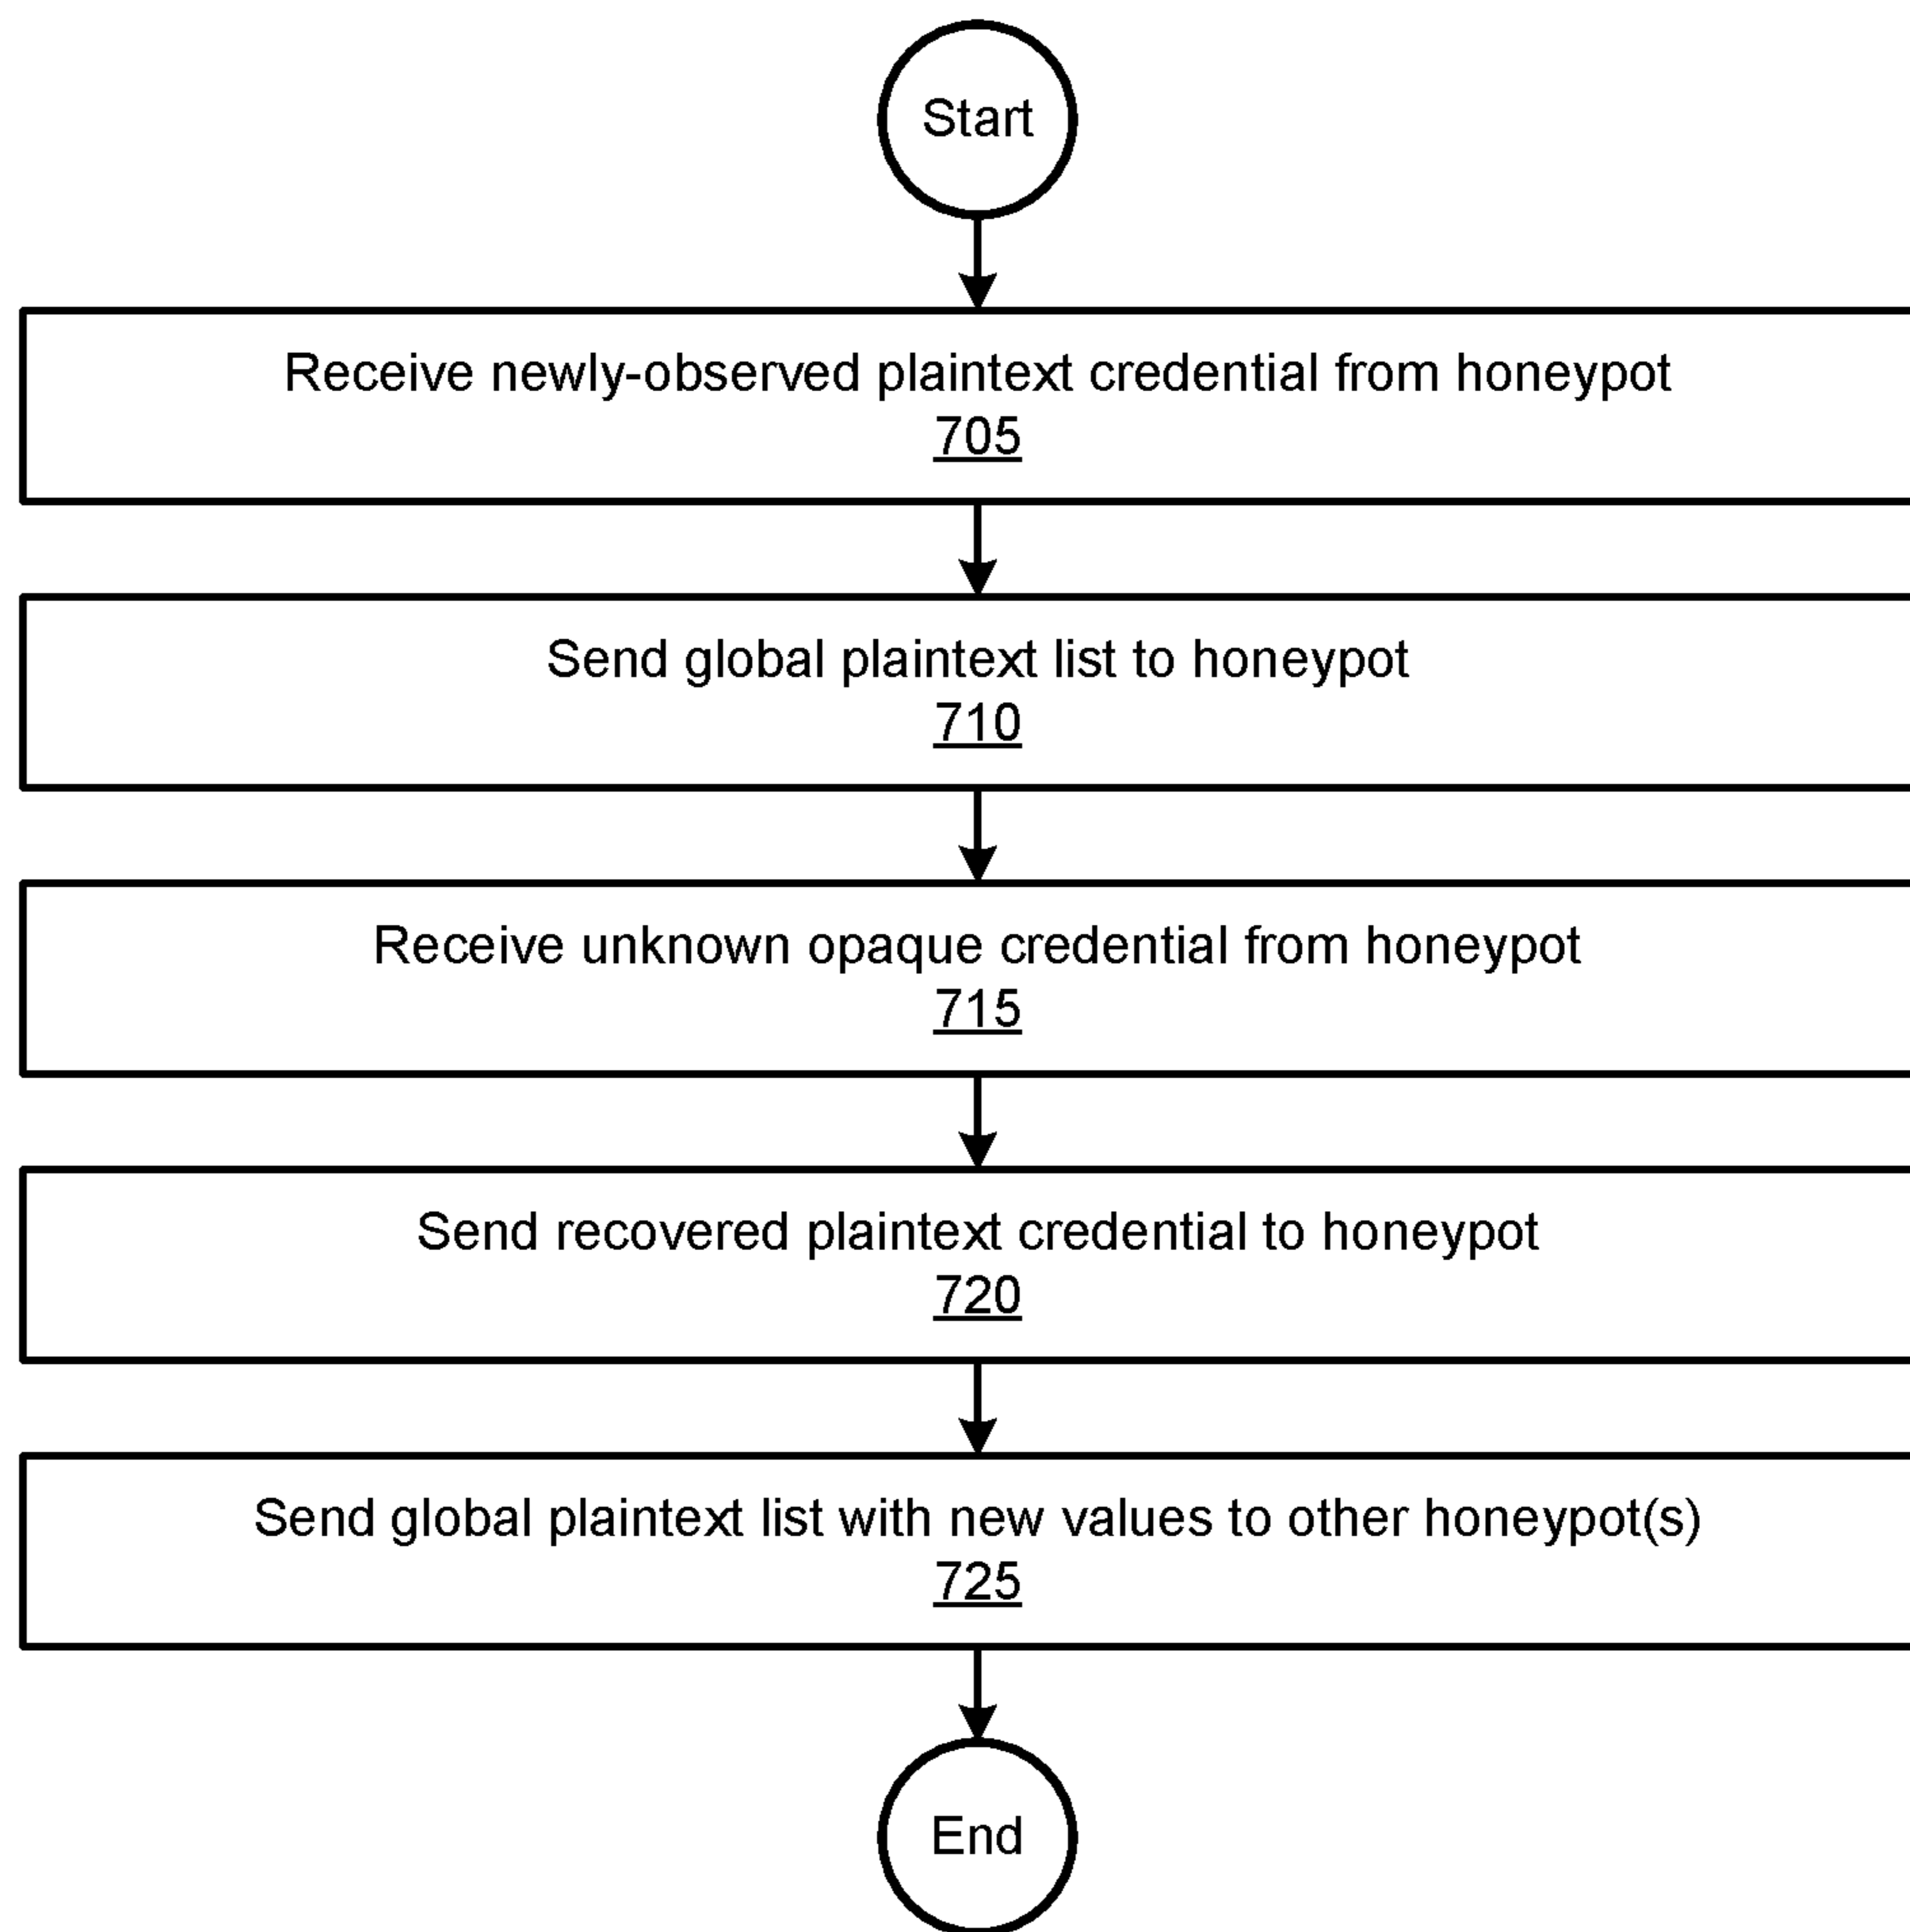 Start
Receive newly-observed plaintext credential from honeypot
705
Send global plaintext list to honeypot
710
Receive unknown opaque credential from honeypot
715
Send recovered plaintext credential to honeypot
720
Send global plaintext list with new values to other honeypot(s)
725
End